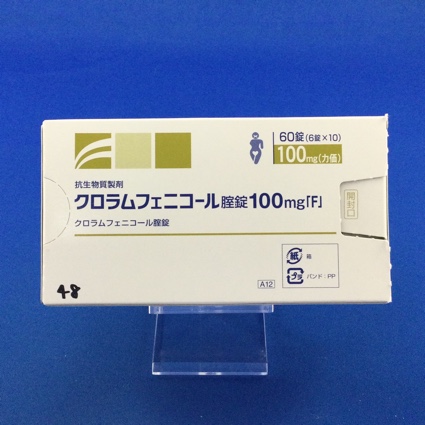 60錠(6錠×10)
100mg(力価)
抗生物質製剤
クロラムフェニコール腟錠100mg「F」
クロラムフェニコール腟錠
開封口
紙 箱
プラ バンド:PP
A12
48